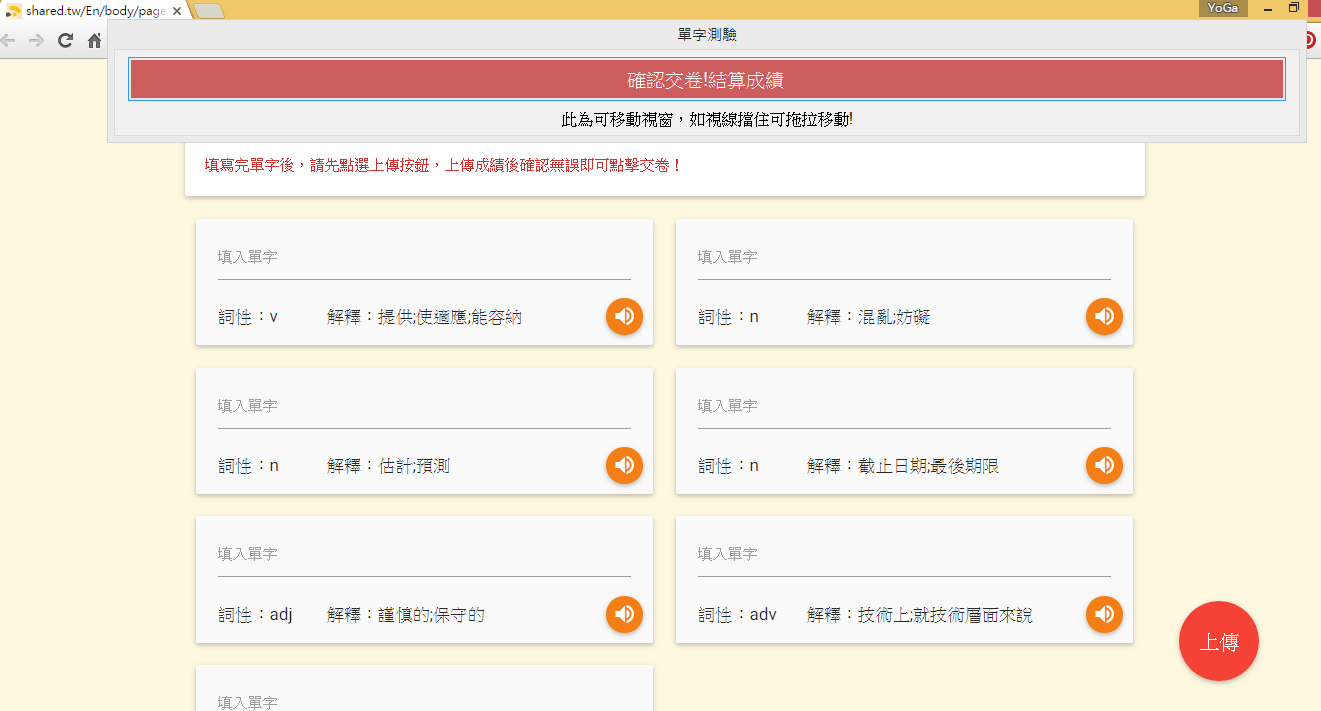 shared.tw/En/body/page
YoGa
單字測驗
確認交卷!結算成績
此為可移動視窗，如視線擋住可拖拉移動!
填寫完單字後，請先點選上傳按鈕，上傳成績後確認無誤即可點擊交卷！
填入單字
詞性：v 解釋：提供;使適應;能容納
填入單字
詞性：n 解釋：混亂;妨礙
填入單字
詞性：n 解釋：估計;預測
填入單字
詞性：n 解釋：截止日期;最後期限
填入單字
詞性：adj 解釋：謹慎的;保守的
填入單字
詞性：adv 解釋：技術上;就技術層面來說
上傳
填入單字